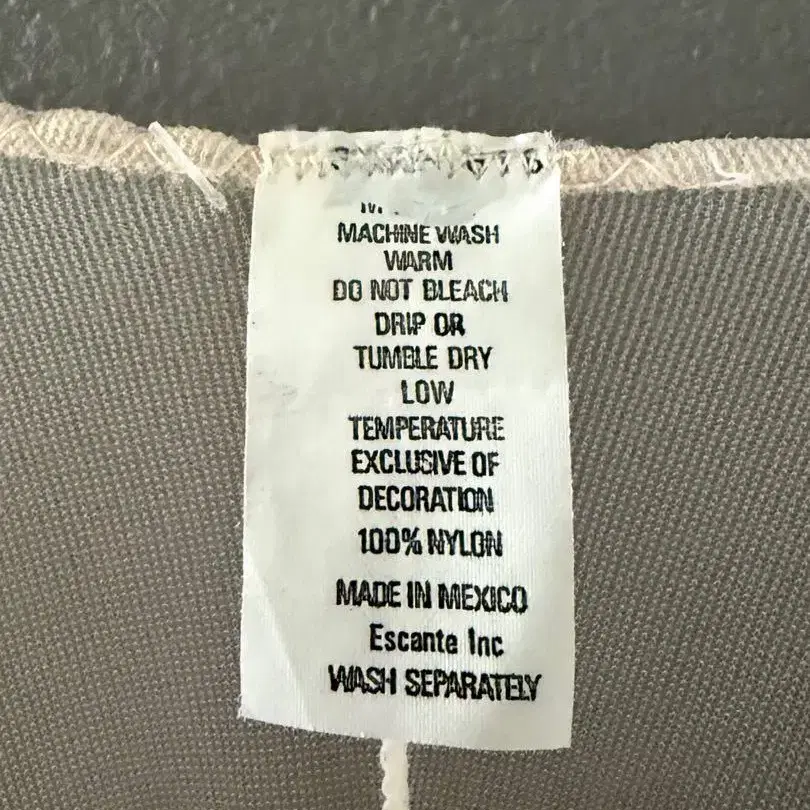 MACHINE WASH
WARM
DO NOT BLEACH
DRIP OR
TUMBLE DRY
LOW
TEMPERATURE
EXCLUSIVE OF
DECORATION
100% NYLON
MADE IN MEXICO
Escante Inc
WASH SEPARATELY